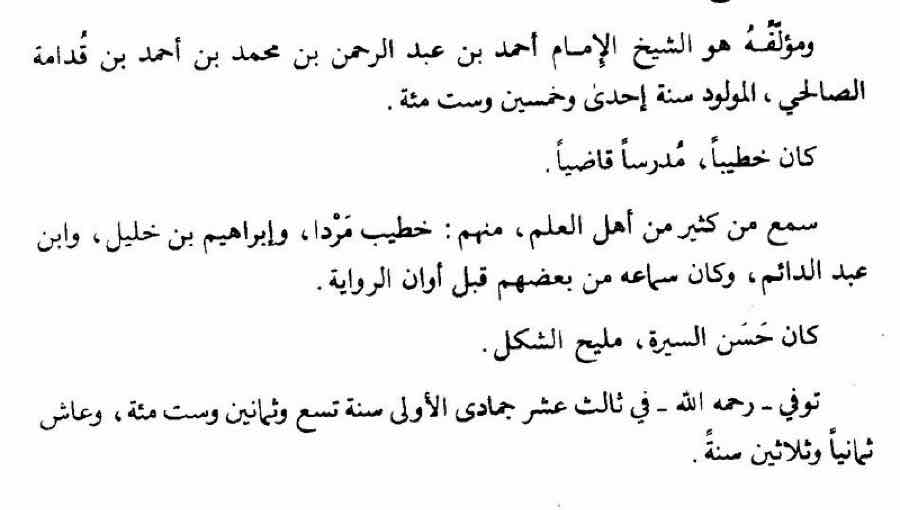 ومؤلِّفُـهُ هو الشيخ الإمـام أحمد بن عبد الرحمن بن محمد بن أحمد بن قُدامة
الصالحي، المولود سنة إحدىٰ وخمسين وست مئة.
كان خطيباً، مُدرساً قاضياً.
سمع من كثير من أهل العلم، منهم: خطيب مَرْدا، وإبراهيم بن خليل، وابن
عبد الدائم، وكان سماعه من بعضهم قبل أوان الرواية.
كان حَسَن السيرة، مليح الشكل.
توفي ـ رحمه الله ـ في ثالث عشر جمادى الأولى سنة تسع وثمانين وست مئة، وعاش
ثمانياً وثلاثين سنةً.